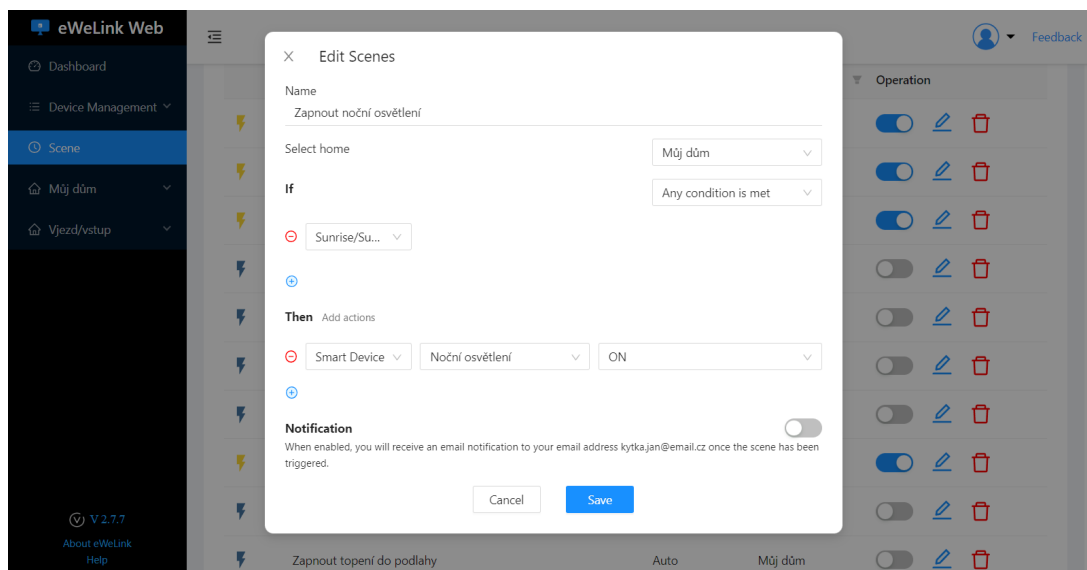 eWeLink Web
Dashboard
Device Management
Scene
Můj dům
Vjezd/vstup
V 2.7.7
About eWeLink
Help
Feedback
Operation
Edit Scenes
Name
Zapnout noční osvětlení
Select home
Můj dům
If
Any condition is met
Sunrise/Su...
Then Add actions
Smart Device Noční osvětlení ON
Notification
When enabled, you will receive an email notification to your email address kytka.jan@email.cz once the scene has been
triggered.
Cancel Save
Zapnout topení do podlahy Auto Můj dům